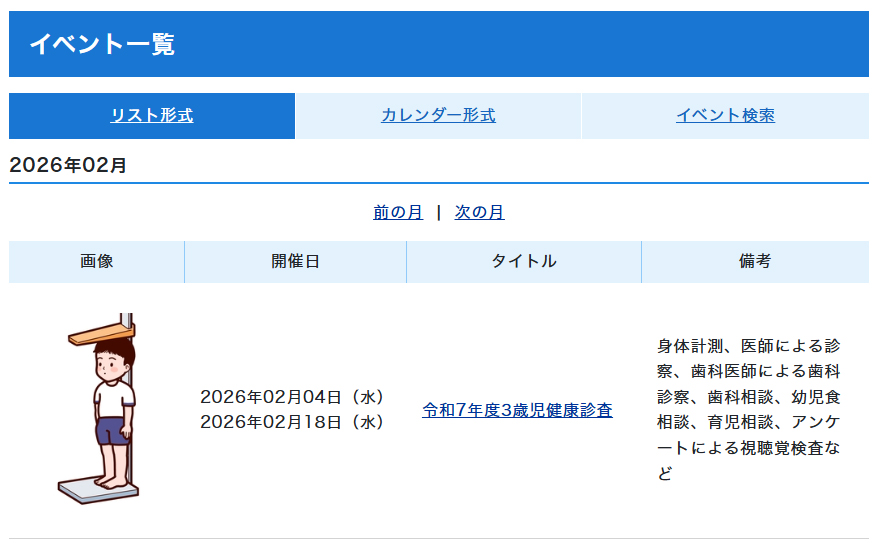 イベント一覧
リスト形式
カレンダー形式
イベント検索
2026年02月
前の月 | 次の月
画像
開催日
タイトル
備考
2026年02月04日（水）
2026年02月18日（水）
令和7年度3歳児健康診査
身体計測、医師による診
察、歯科医師による歯科
診察、歯科相談、幼児食
相談、育児相談、アンケ
ートによる視聴覚検査な
ど